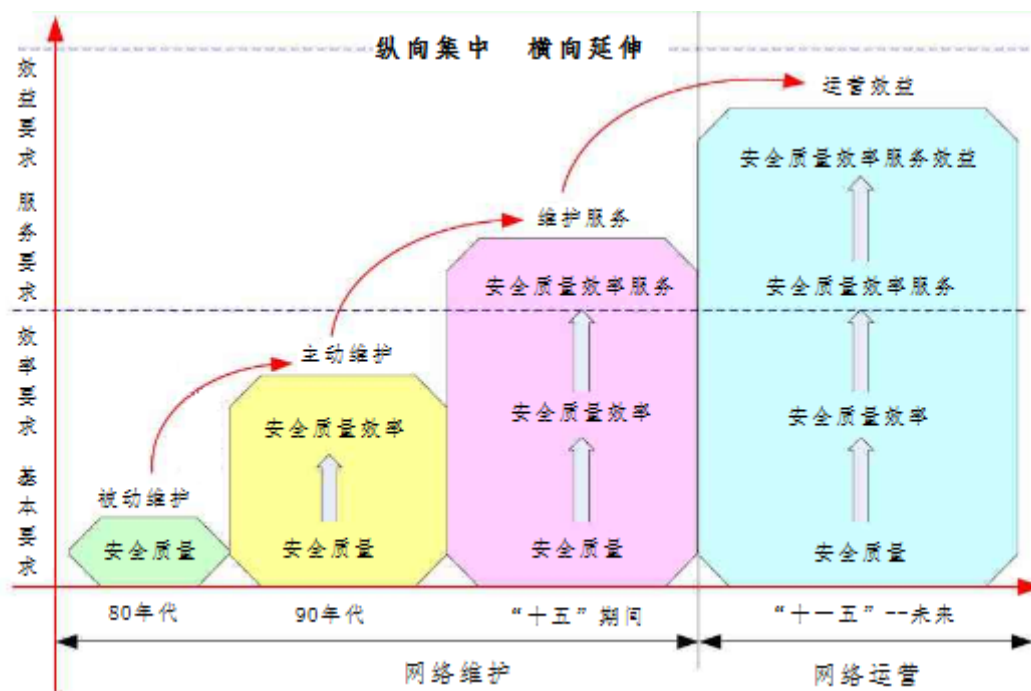 纵向集中 横向延伸
效益要求 服务要求 效率要求 基本要求
运营效益
安全质量效率服务效益
维护服务
安全质量效率服务
安全质量效率服务
主动维护
安全质量效率
安全质量效率
安全质量效率
被动维护
安全质量
安全质量
安全质量
安全质量
80年代
90年代
“十五”期间
“十一五”--未来
网络维护
网络运营